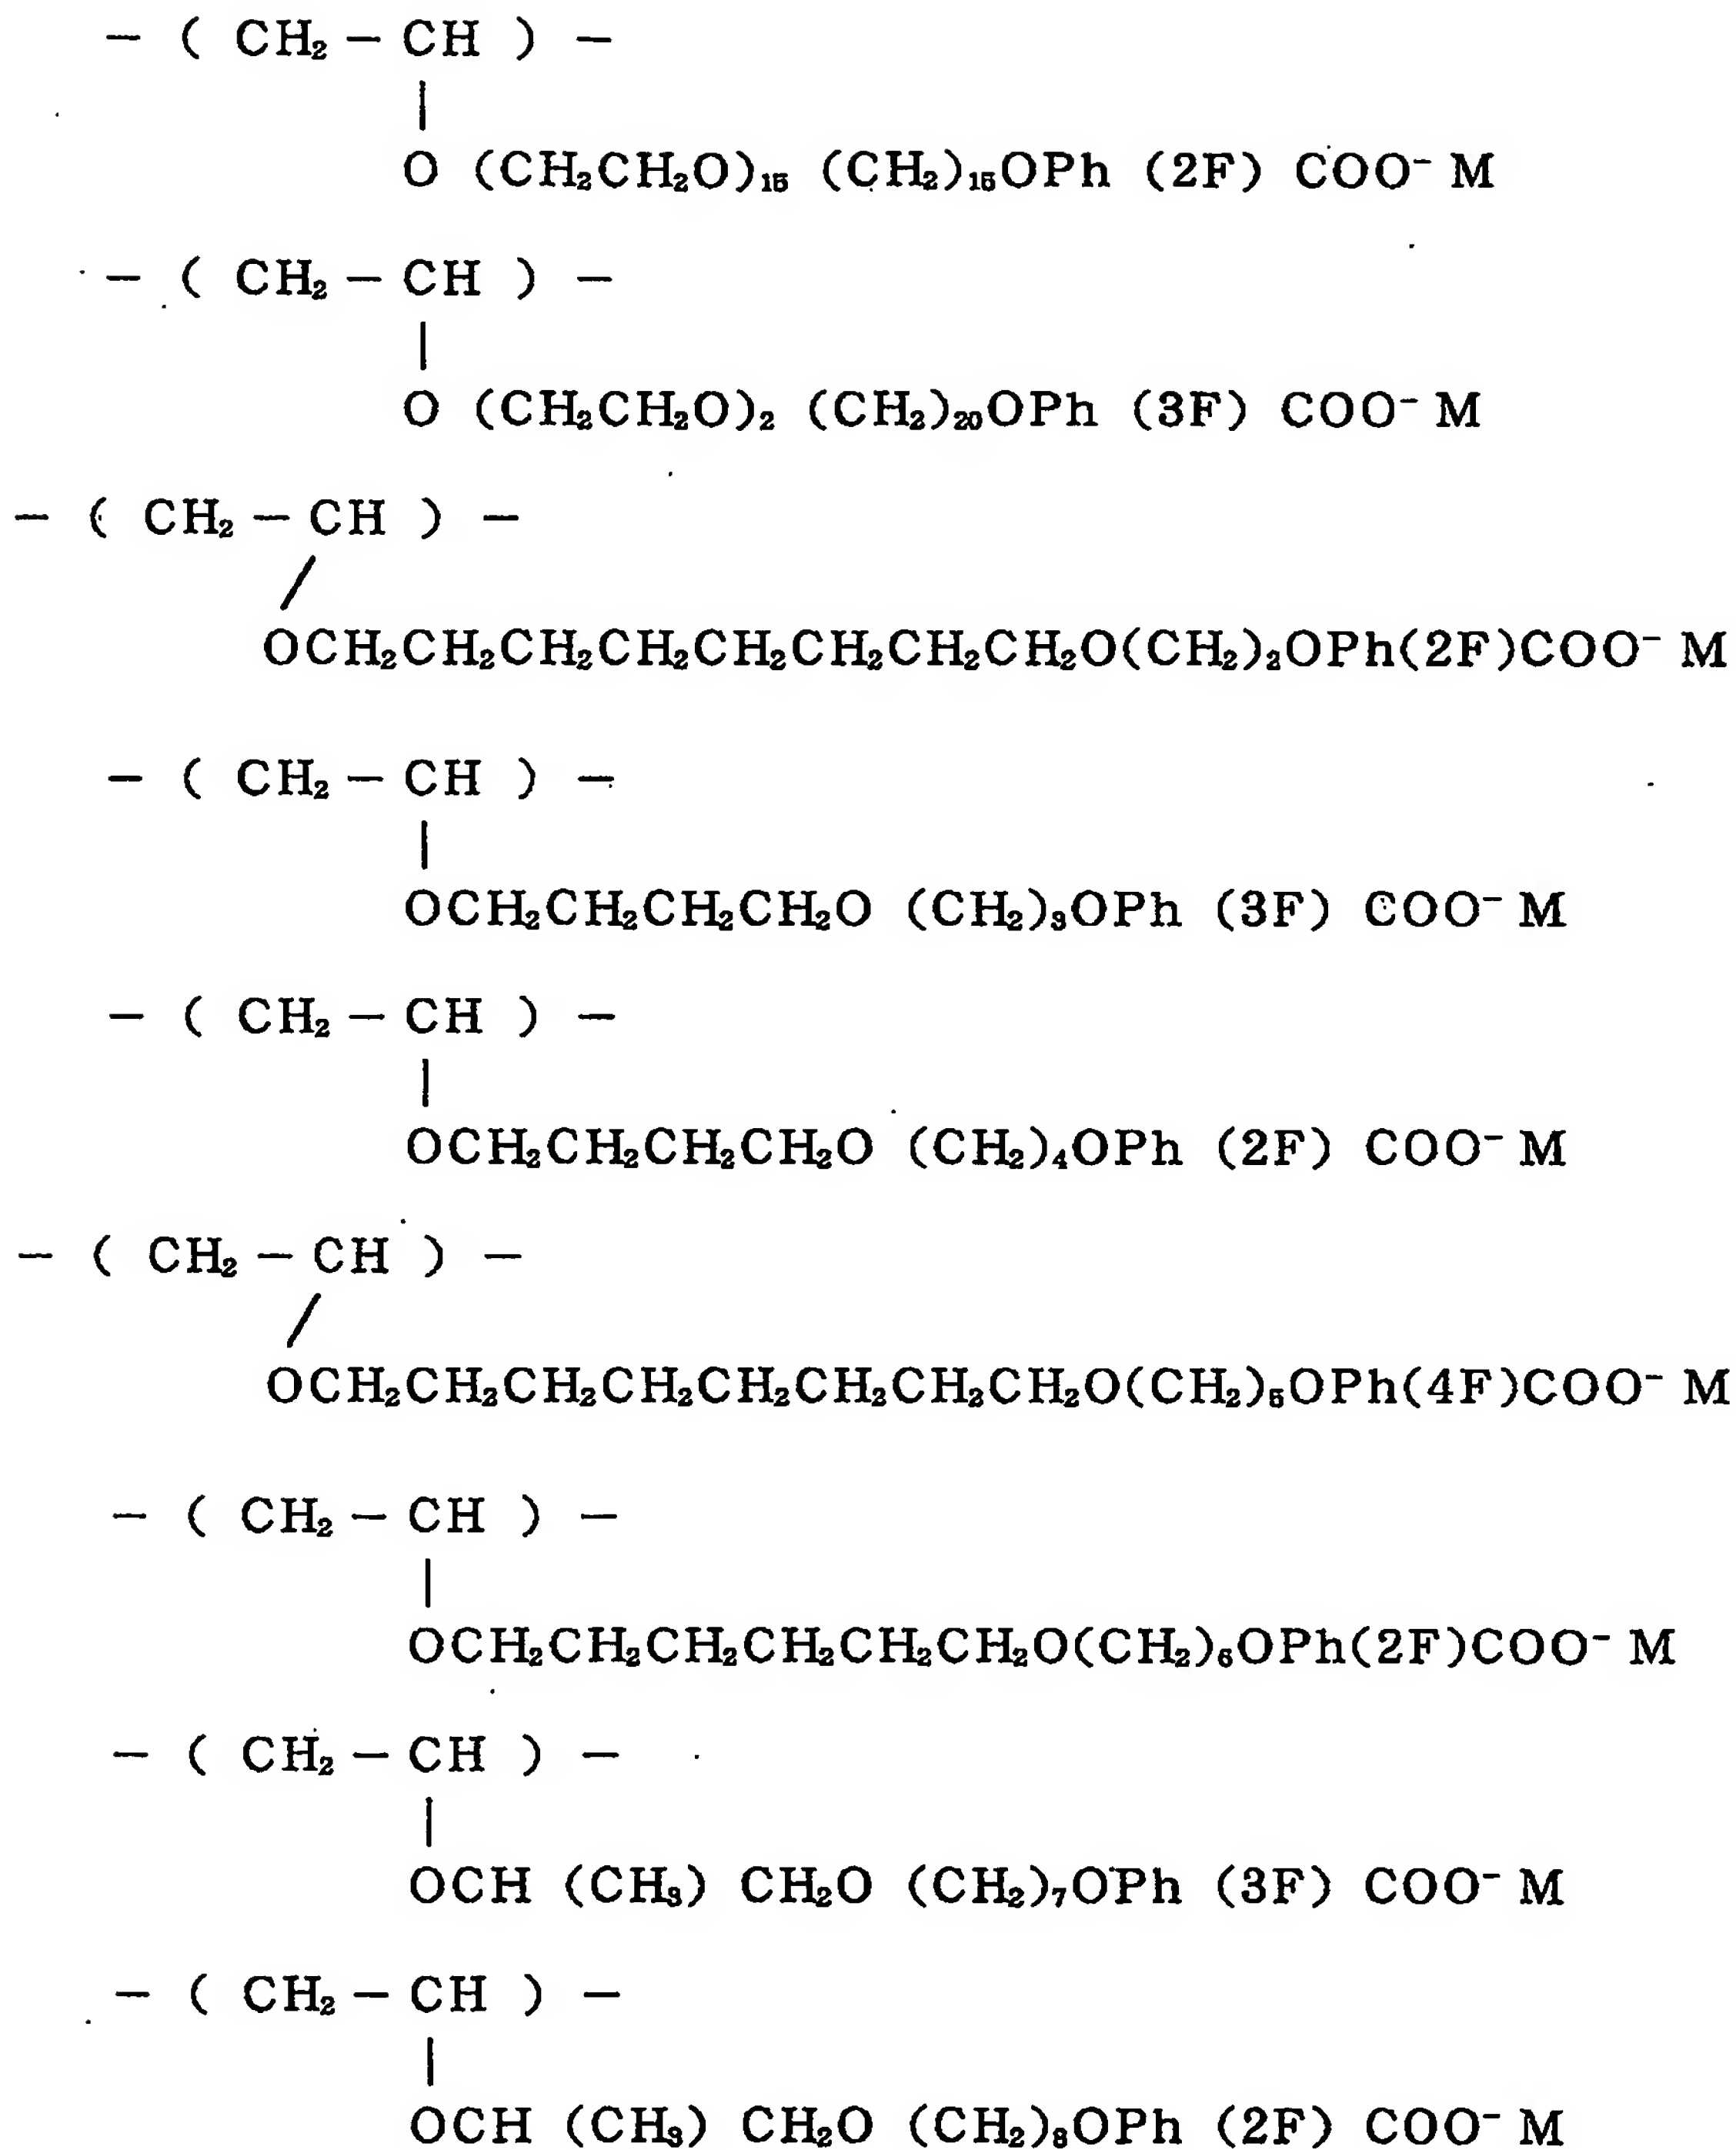 − ( CH₂ − CH ) −
|
O (CH₂CH₂O)₁₅ (CH₂)₁₅OPh (2F) COO⁻ M
− ( CH₂ − CH ) −
|
O (CH₂CH₂O)₂ (CH₂)₂₀OPh (3F) COO⁻ M
− ( CH₂ − CH ) −
/
OCH₂CH₂CH₂CH₂CH₂CH₂CH₂CH₂O(CH₂)₂OPh(2F)COO⁻ M
− ( CH₂ − CH ) −
|
OCH₂CH₂CH₂CH₂O (CH₂)₃OPh (3F) COO⁻ M
− ( CH₂ − CH ) −
|
OCH₂CH₂CH₂CH₂O (CH₂)₄OPh (2F) COO⁻ M
− ( CH₂ − CH ) −
/
OCH₂CH₂CH₂CH₂CH₂CH₂CH₂CH₂O(CH₂)₅OPh(4F)COO⁻ M
− ( CH₂ − CH ) −
|
OCH₂CH₂CH₂CH₂CH₂CH₂O(CH₂)₆OPh(2F)COO⁻ M
− ( CH₂ − CH ) −
|
OCH (CH₃) CH₂O (CH₂)₇OPh (3F) COO⁻ M
− ( CH₂ − CH ) −
|
OCH (CH₃) CH₂O (CH₂)₈OPh (2F) COO⁻ M